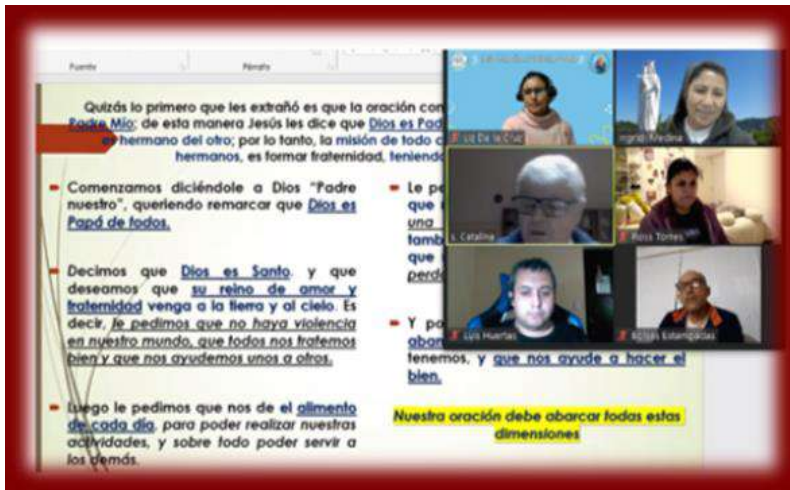 Fuente Párrafo
Quizás lo primero que les extrañó es que la oración con
Padre Mío; de esta manera Jesús les dice que Dios es Pad
es hermano del otro; por lo tanto, la misión de todo c
hermanos, es formar fraternidad, teniendo
Comenzamos diciéndole a Dios "Padre
nuestro", queriendo remarcar que Dios es
Papá de todos.
Decimos que Dios es Santo. y que
deseamos que su reino de amor y
fraternidad venga a la tierra y al cielo. Es
decir, le pedimos que no haya violencia
en nuestro mundo, que todos nos tratemos
bien y que nos ayudemos unos a otros.
Luego le pedimos que nos de el alimento
de cada día, para poder realizar nuestras
actividades, y sobre todo poder servir a
los demás.
Le pe
que
una
tamb
que
perd
Y po
aban
tenemos, y que nos ayude a hacer el
bien.
Nuestra oración debe abarcar todas estas
dimensiones
Liz De la Cruz
Ingrid Medina
s. Catalina
Ross Torres
Luis Huertas
Estampadas